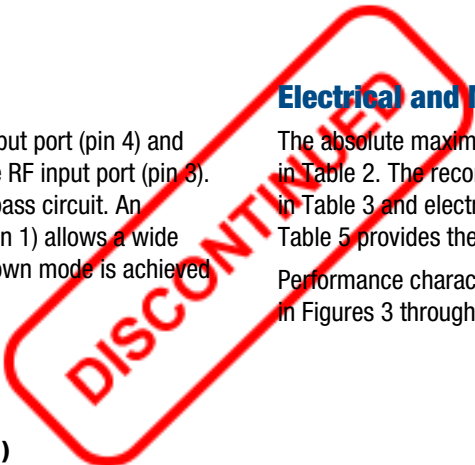 put port (pin 4) and
RF input port (pin 3).
pass circuit. An
n 1) allows a wide
own mode is achieved
)
Electrical and
The absolute maxim
in Table 2. The recor
in Table 3 and electr
Table 5 provides the
Performance charac
in Figures 3 through
DISCONTINUED